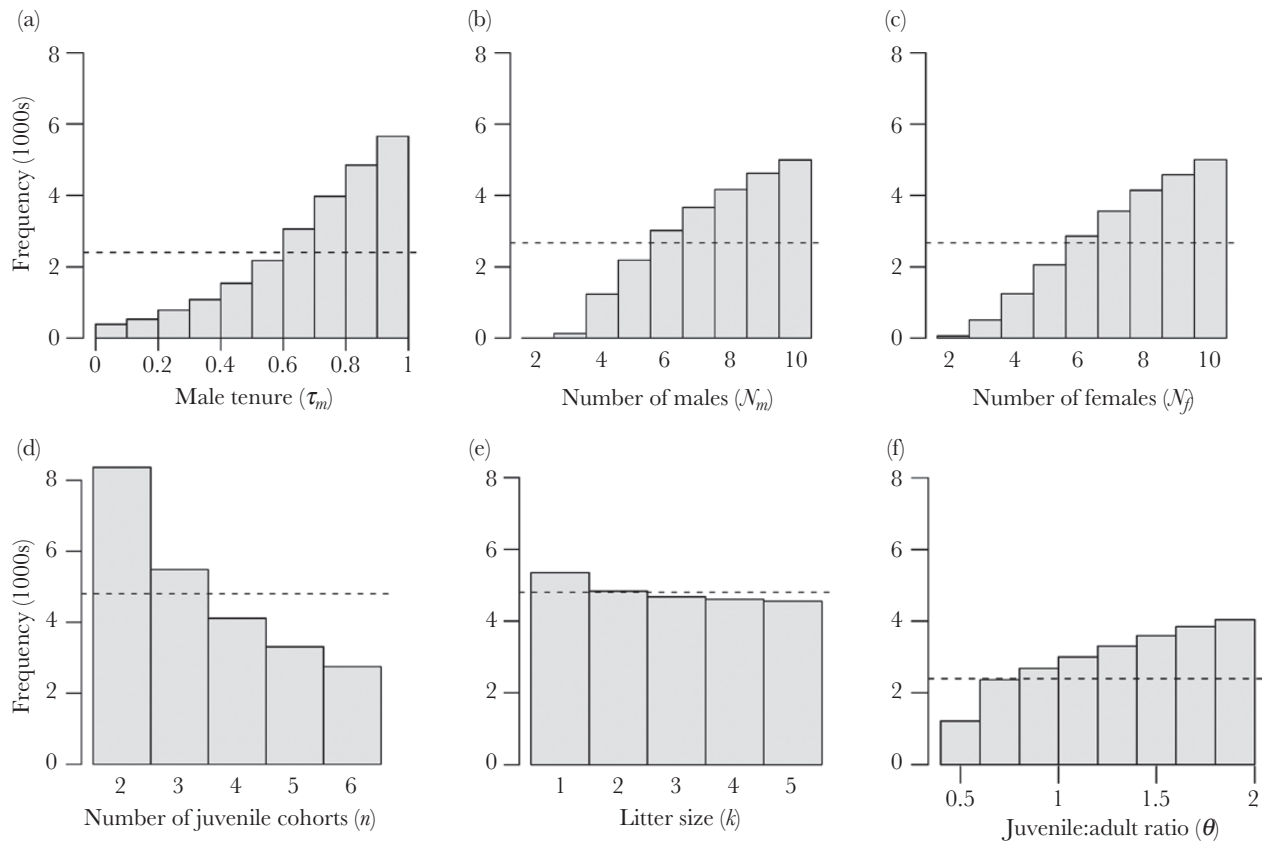 (a)
8
6
4
2
0
Frequency (1000s)
0 0.2 0.4 0.6 0.8 1
Male tenure (τm)
(b)
8
6
4
2
0
2 4 6 8 10
Number of males (Nm)
(c)
8
6
4
2
0
2 4 6 8 10
Number of females (Nf)
(d)
8
6
4
2
0
Frequency (1000s)
2 3 4 5 6
Number of juvenile cohorts (n)
(e)
8
6
4
2
0
1 2 3 4 5
Litter size (k)
(f)
8
6
4
2
0
0.5 1 1.5 2
Juvenile:adult ratio (θ)